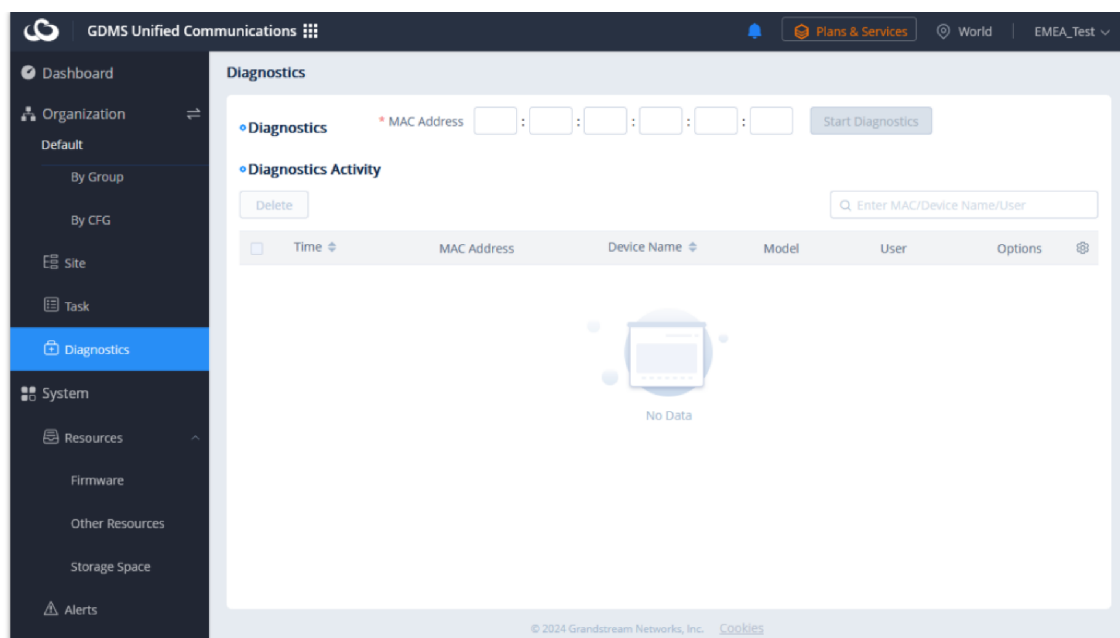 GDMS Unified Communications
Plans & Services
World
EMEA_Test
Dashboard
Organization
Default
By Group
By CFG
Site
Task
Diagnostics
System
Resources
Firmware
Other Resources
Storage Space
Alerts
Diagnostics
Diagnostics
* MAC Address : : : : :
Start Diagnostics
Diagnostics Activity
Delete
Enter MAC/Device Name/User
Time MAC Address Device Name Model User Options
No Data
© 2024 Grandstream Networks, Inc. Cookies